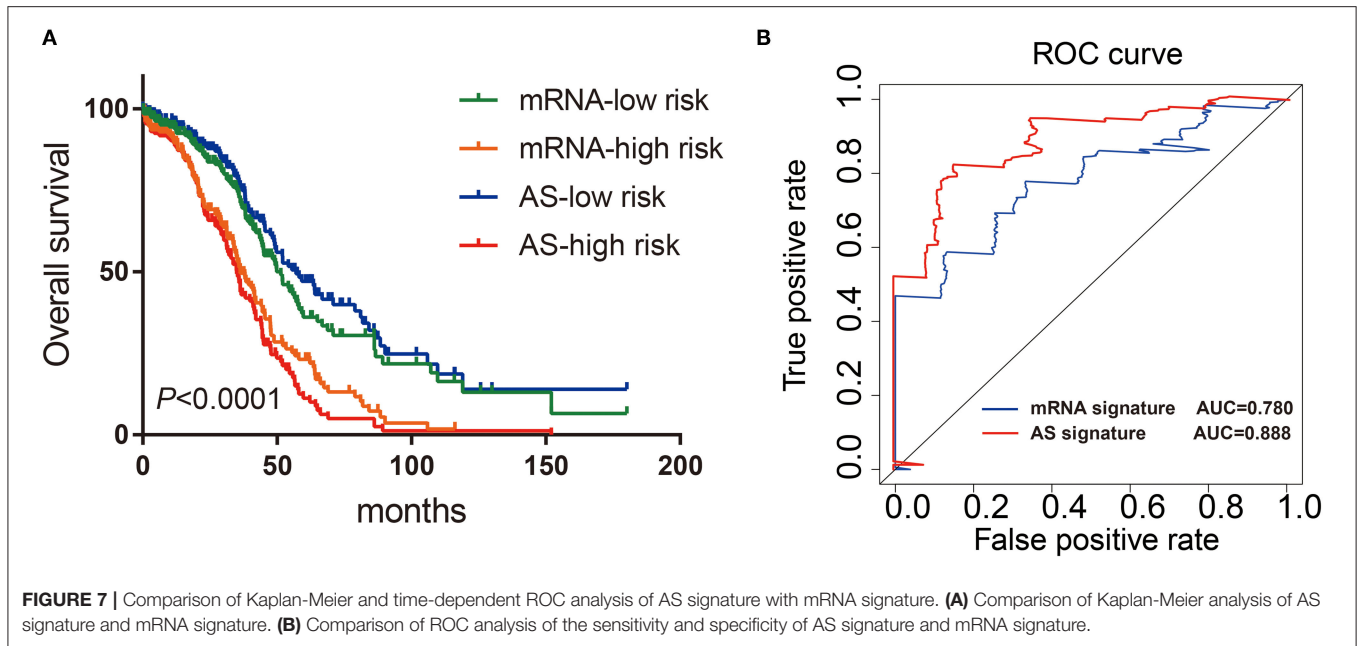 A
100
50
0
Overall survival
mRNA-low risk
mRNA-high risk
AS-low risk
AS-high risk
P<0.0001
0 50 100 150 200
months
B
ROC curve
1.0
0.8
0.6
0.4
0.2
0.0
True positive rate
mRNA signature AUC=0.780
AS signature AUC=0.888
0.0 0.2 0.4 0.6 0.8 1.0
False positive rate
FIGURE 7 | Comparison of Kaplan-Meier and time-dependent ROC analysis of AS signature with mRNA signature. (A) Comparison of Kaplan-Meier analysis of AS
signature and mRNA signature. (B) Comparison of ROC analysis of the sensitivity and specificity of AS signature and mRNA signature.